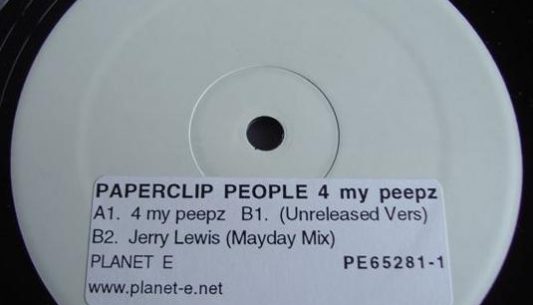 PAPERCLIP PEOPLE 4 my peepz
A1. 4 my peepz B1. (Unreleased Vers)
B2. Jerry Lewis (Mayday Mix)
PLANET E PE65281-1
www.planet-e.net